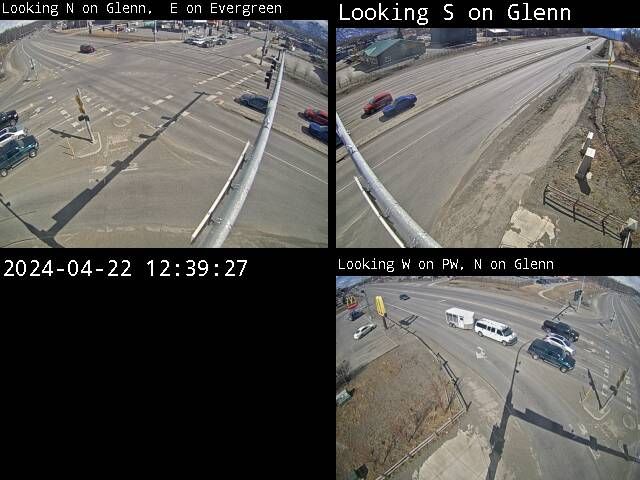 Looking N on Glenn,  E on Evergreen
Looking S on Glenn
2024-04-22 12:39:27
Looking W on PW, N on Glenn